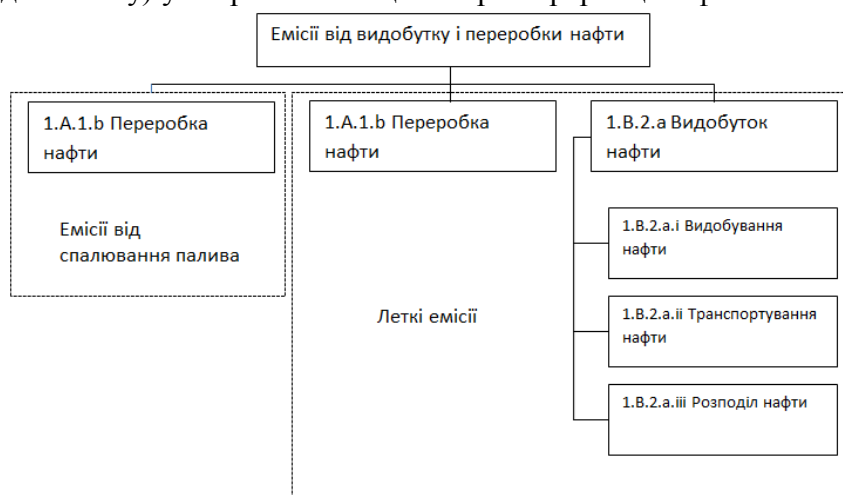 Емісії від видобутку і переробки нафти
1.A.1.b Переробка
нафти
Емісії від
спалювання палива
1.A.1.b Переробка
нафти
Леткі емісії
1.B.2.a Видобуток
нафти
1.B.2.a.i Видобування
нафти
1.B.2.a.ii Транспортування
нафти
1.B.2.a.iii Розподіл нафти